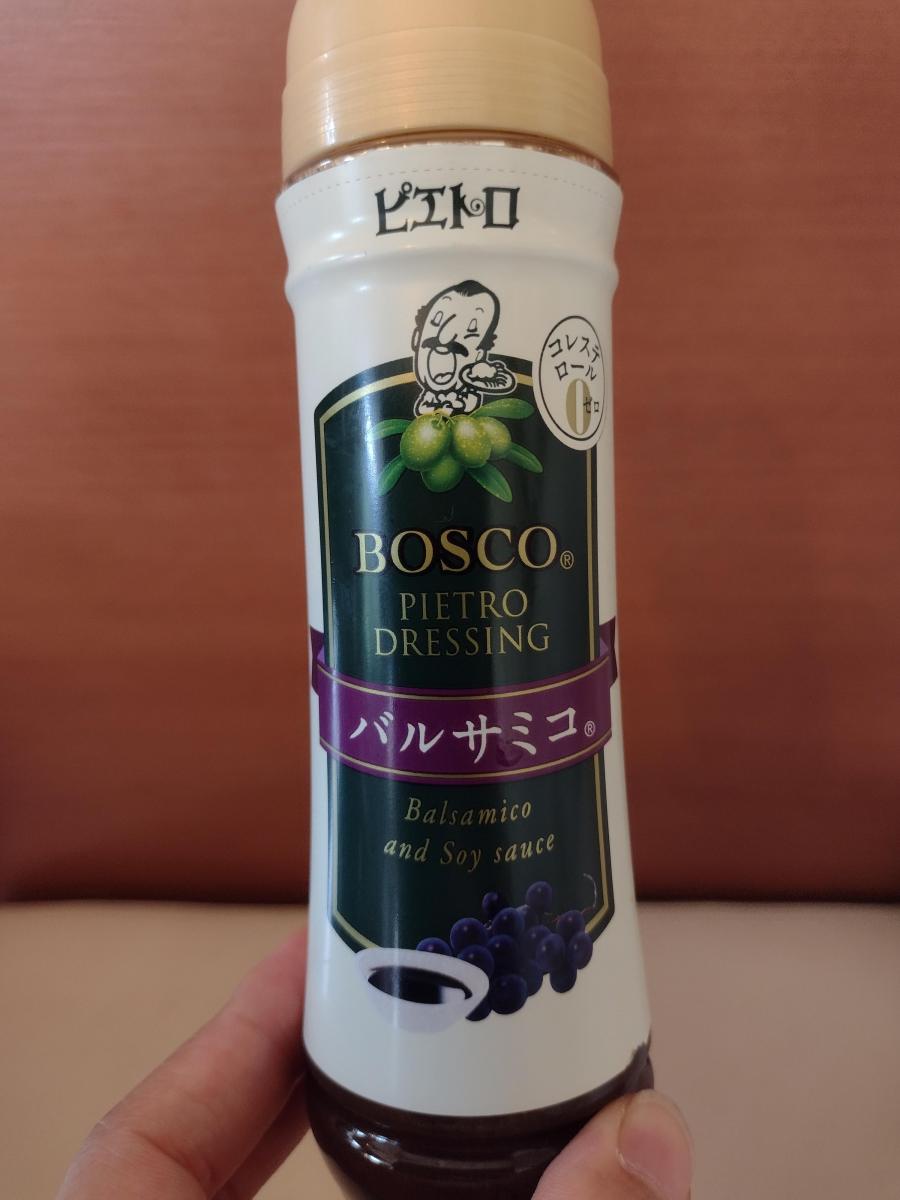 ピエトロ
コレステ
ロール
0ゼロ
BOSCO®
PIETRO
DRESSING
バルサミコ®
Balsamico
and Soy sauce